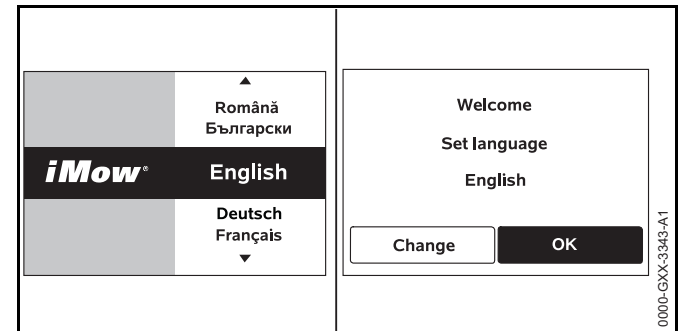 Română
Български
iMow®
English
Deutsch
Français
Welcome
Set language
English
Change
OK
0000-GXX-3343-A1